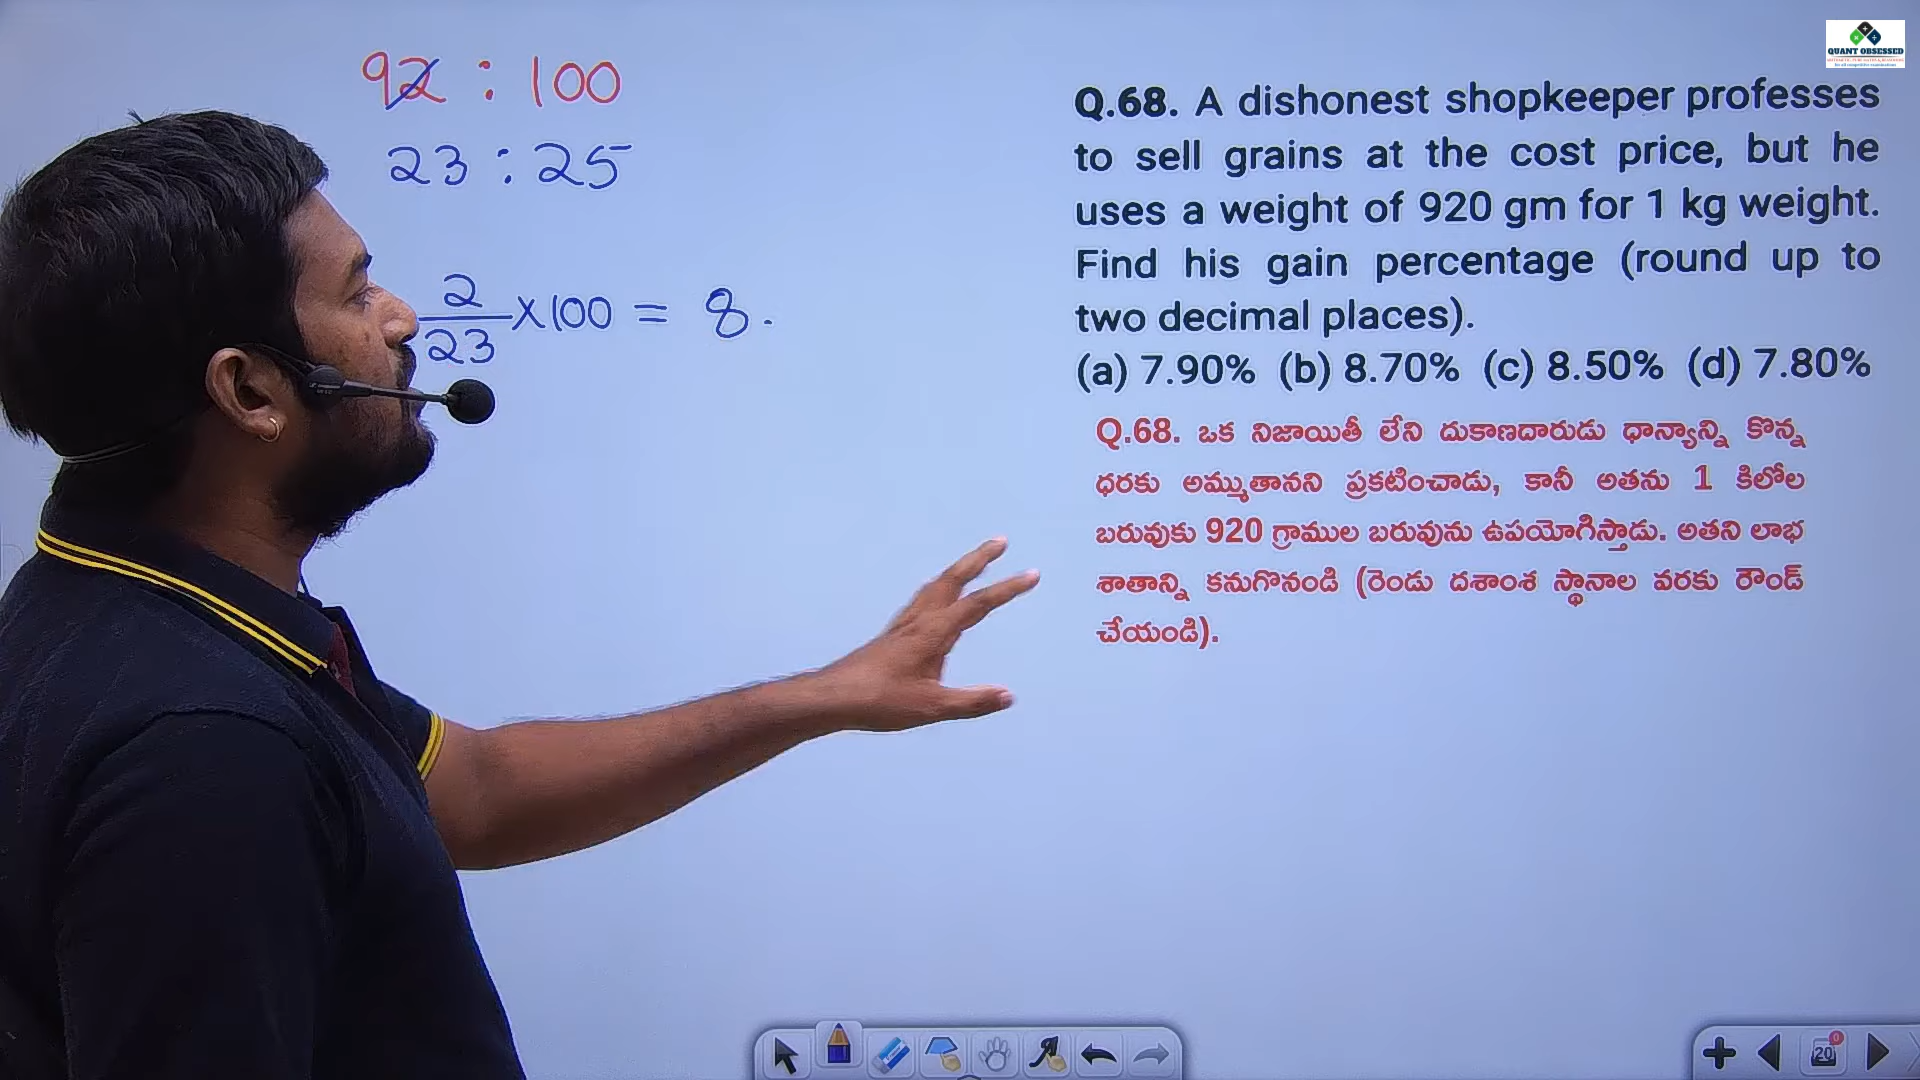 92 : 100
23 : 25
2/23 ×100 = 8.
QUANT OBSESSED
Q.68. A dishonest shopkeeper professes
to sell grains at the cost price, but he
uses a weight of 920 gm for 1 kg weight.
Find his gain percentage (round up to
two decimal places).
(a) 7.90% (b) 8.70% (c) 8.50% (d) 7.80%
Q.68. ఒక నిజాయితీ లేని దుకాణదారుడు ధాన్యాన్ని కొన్న
ధరకు అమ్ముతానని ప్రకటించాడు, కానీ అతను 1 కిలోల
బరువుకు 920 గ్రాముల బరువును ఉపయోగిస్తాడు. అతని లాభ
శాతాన్ని కనుగొనండి (రెండు దశాంశ స్థానాల వరకు రౌండ్
చేయండి).
20
0